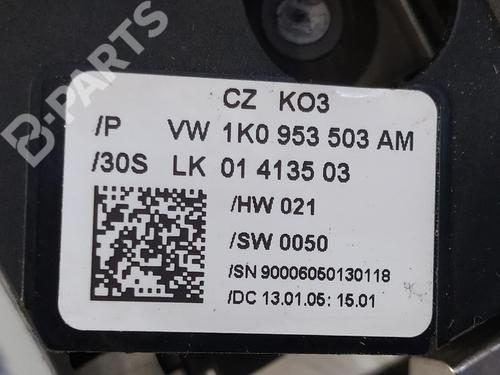 B-PARTS
CZ KO3
/P VW 1K0 953 503 AM
/30S LK 01 4135 03
/HW 021
/SW 0050
/SN 90006050130118
/DC 13.01.05: 15.01